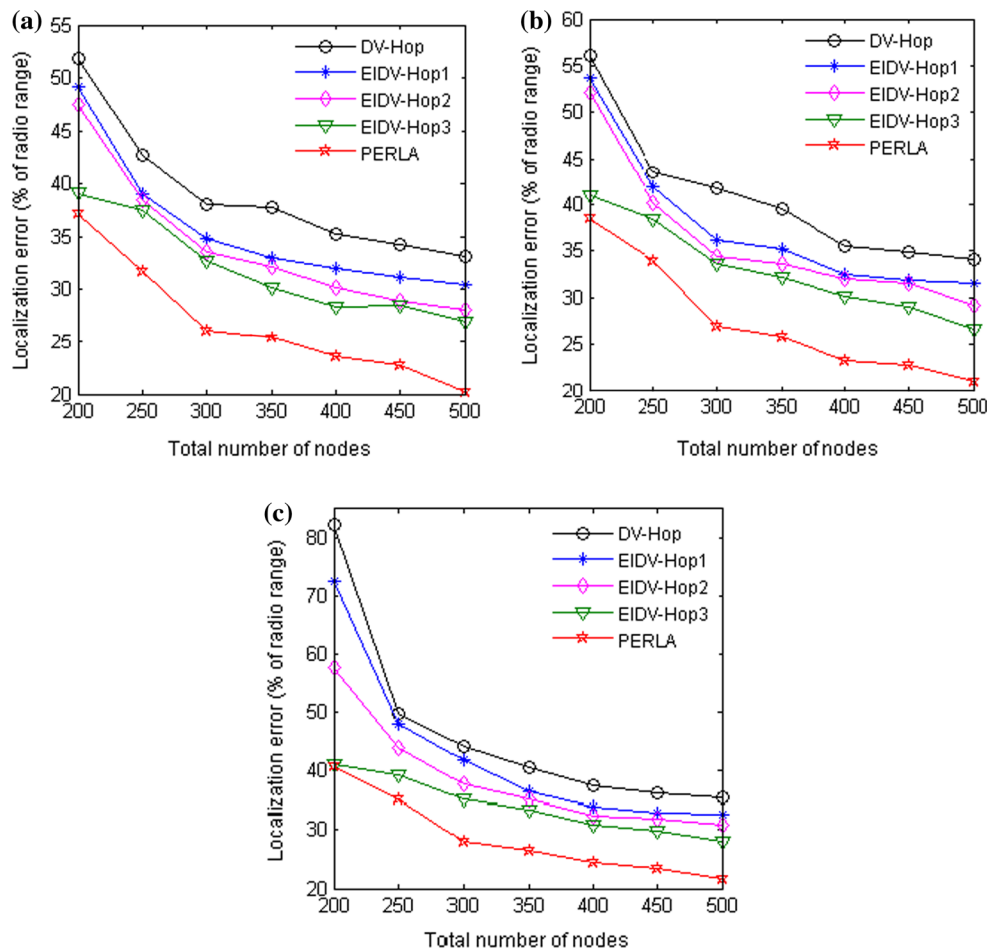 (a)
55
50
45
40
35
30
25
20
200 250 300 350 400 450 500
Localization error (% of radio range)
Total number of nodes
DV-Hop
EIDV-Hop1
EIDV-Hop2
EIDV-Hop3
PERLA
(b)
60
55
50
45
40
35
30
25
20
200 250 300 350 400 450 500
Localization error (% of radio range)
Total number of nodes
DV-Hop
EIDV-Hop1
EIDV-Hop2
EIDV-Hop3
PERLA
(c)
80
70
60
50
40
30
20
200 250 300 350 400 450 500
Localization error (% of radio range)
Total number of nodes
DV-Hop
EIDV-Hop1
EIDV-Hop2
EIDV-Hop3
PERLA